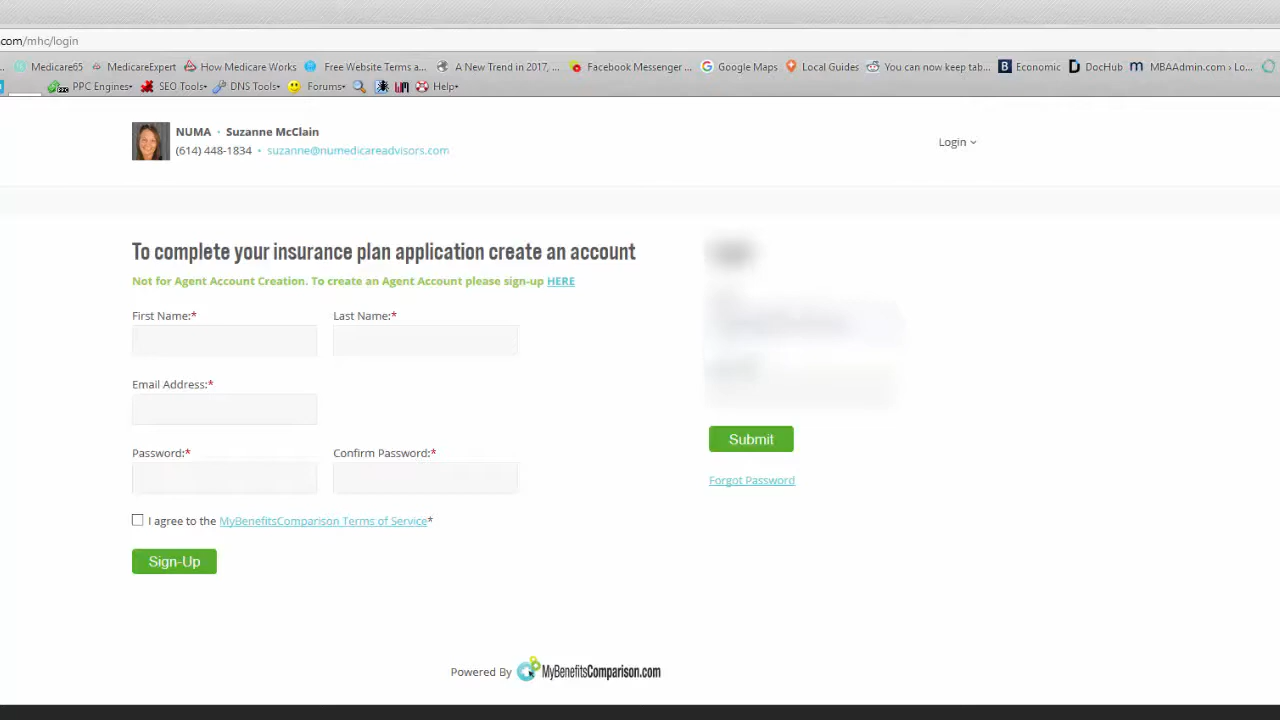 com/mhc/login
... Medicare65 MedicareExpert How Medicare Works Free Website Terms a... A New Trend in 2017, ... Facebook Messenger ... Google Maps Local Guides You can now keep tab... Economic DocHub MBAAdmin.com › Lo...
PPC Engines SEO Tools DNS Tools Forums Help
NUMA • Suzanne McClain
(614) 448-1834 • suzanne@numedicareadvisors.com
Login
To complete your insurance plan application create an account
Not for Agent Account Creation. To create an Agent Account please sign-up HERE
First Name:* Last Name:*
Email Address:*
Password:* Confirm Password:*
I agree to the MyBenefitsComparison Terms of Service*
Sign-Up
Submit
Forgot Password
Powered By MyBenefitsComparison.com